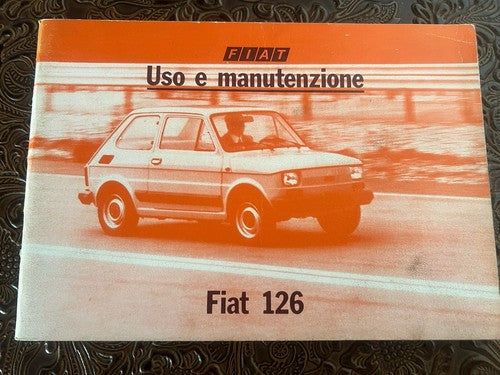 FIAT
Uso e manutenzione
Fiat 126